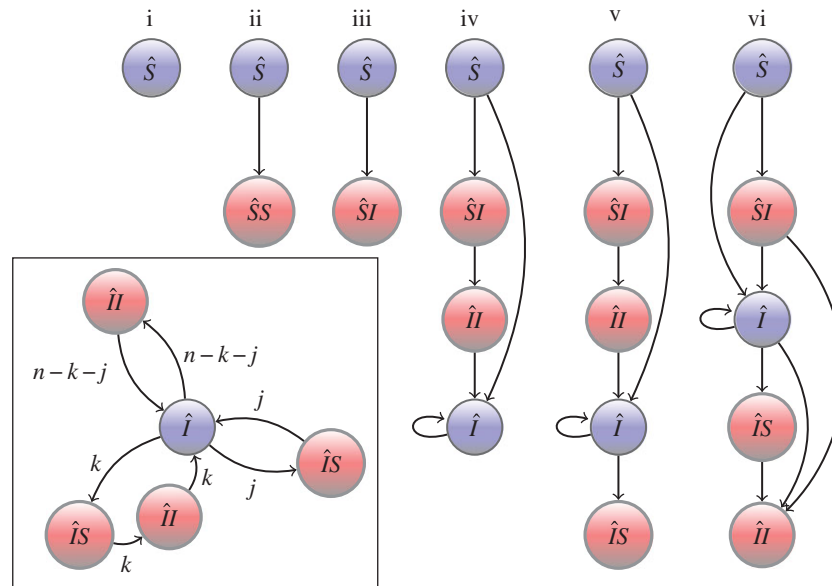 i ii iii iv v vi
Ŝ Ŝ Ŝ Ŝ Ŝ Ŝ
ŜS ŜI ŜI ŜI ŜI
ÎI ÎI Î
Î Î ÎS
ÎS ÎI
ÎI
n − k − j n − k − j
Î
j
ÎS
k k j
ÎS ÎI
k